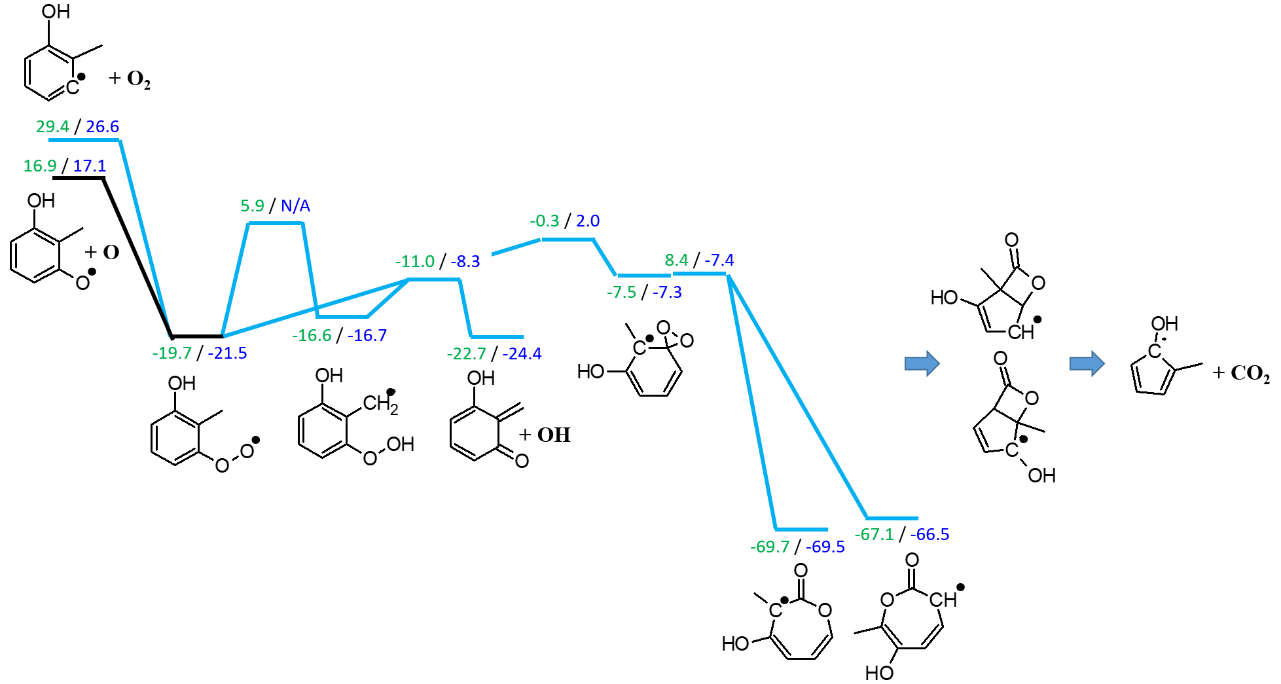 OH
C•
+ O2
29.4 / 26.6
16.9 / 17.1
OH
+ O
O•
5.9 / N/A
-0.3 / 2.0
-11.0 / -8.3
8.4 / -7.4
-7.5 / -7.3
-16.6 / -16.7
-19.7 / -21.5
-22.7 / -24.4
OH
O
O•
OH
CH2•
OH
O
OH
O
+ OH
C•
O
O
HO
O
O
HO
CH•
O
O
C•
OH
OH
C•
+ CO2
-69.7 / -69.5
-67.1 / -66.5
O
C•
O
HO
O
O
CH•
HO